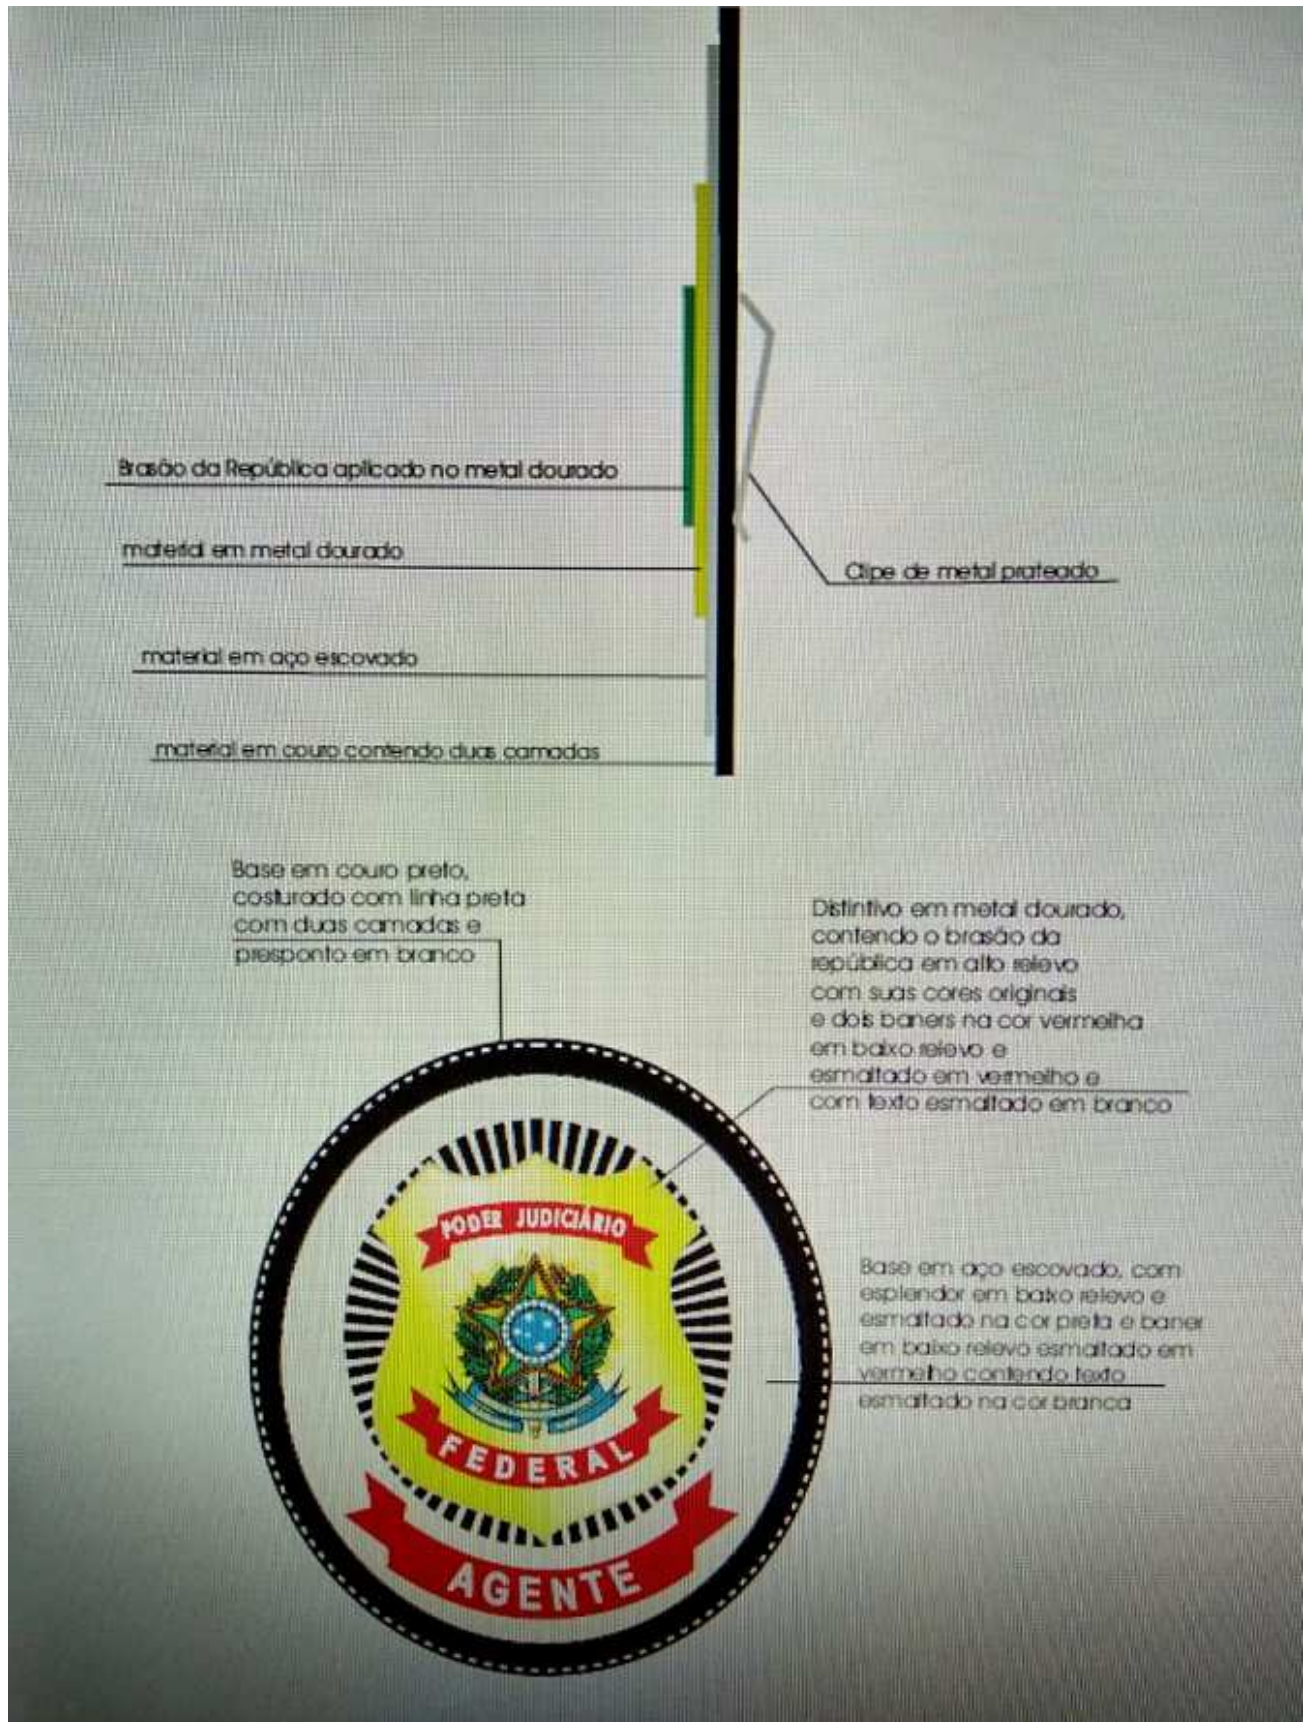 Brasão da República aplicado no metal dourado
material em metal dourado
Clipe de metal prateado
material em aço escovado
material em couro contendo duas camadas
Base em couro preto,
costurado com linha preta
com duas camadas e
presponto em branco
Distintivo em metal dourado,
contendo o brasão da
república em alto relevo
com suas cores originais
e dois baners na cor vermelha
em baixo relevo e
esmaltado em vermelho e
com texto esmaltado em branco
PODER JUDICIÁRIO
FEDERAL
AGENTE
Base em aço escovado, com
esplendor em baixo relevo e
esmaltado na cor preta e baner
em baixo relevo esmaltado em
vermelho contendo texto
esmaltado na cor branca